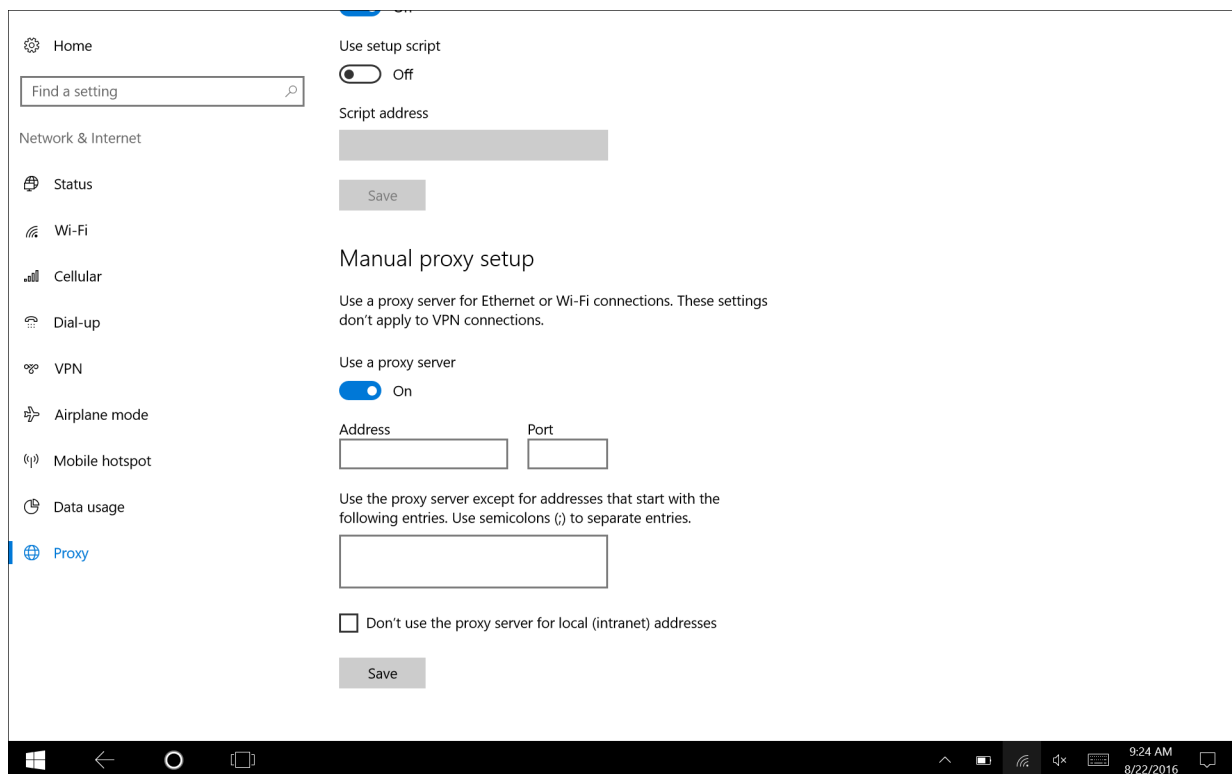 Home
Find a setting
Network & Internet
Status
Wi-Fi
Cellular
Dial-up
VPN
Airplane mode
Mobile hotspot
Data usage
Proxy
Use setup script
Off
Script address
Save
Manual proxy setup
Use a proxy server for Ethernet or Wi-Fi connections. These settings
don't apply to VPN connections.
Use a proxy server
On
Address Port
Use the proxy server except for addresses that start with the
following entries. Use semicolons (;) to separate entries.
Don't use the proxy server for local (intranet) addresses
Save
9:24 AM
8/22/2016